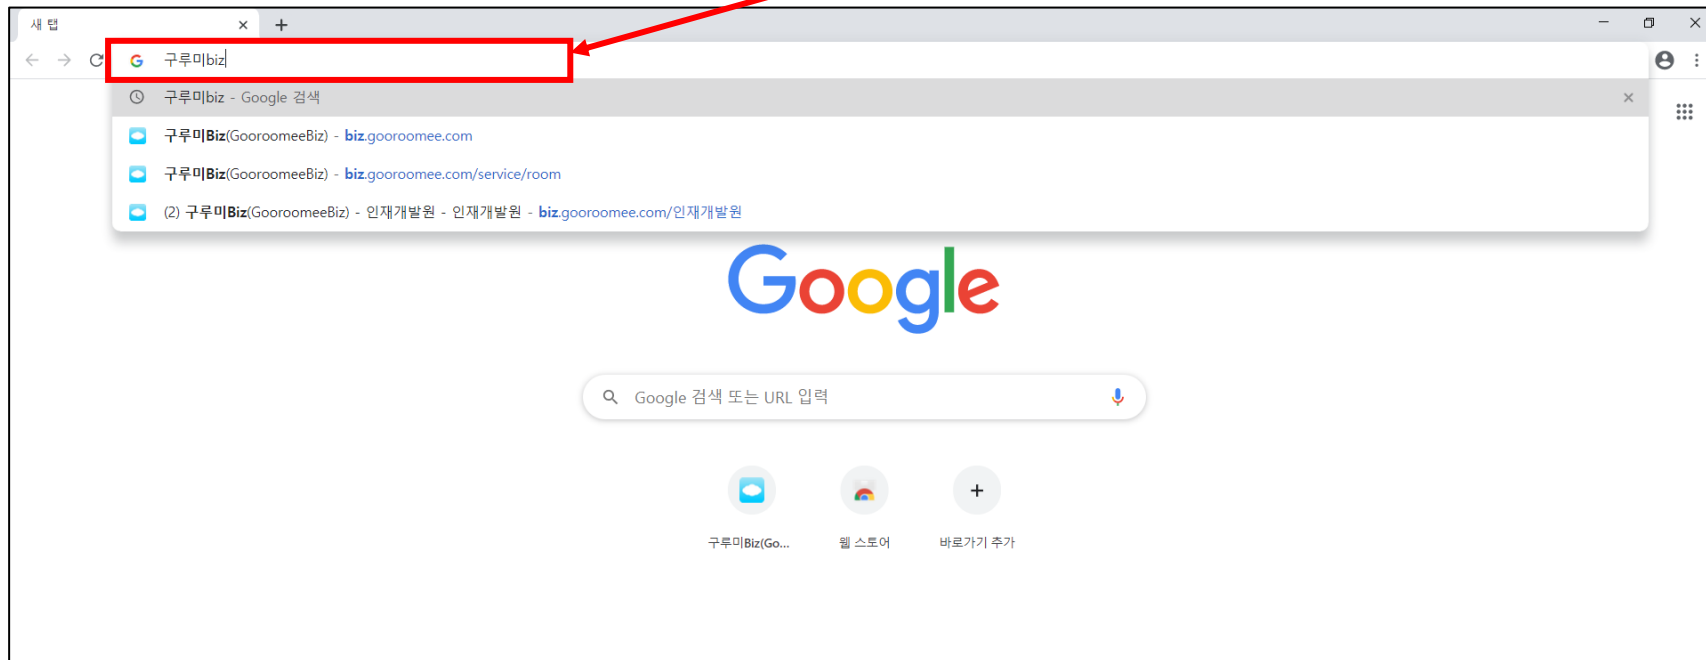 새 탭
구루미biz
구루미biz - Google 검색
구루미Biz(GooroomeeBiz) - biz.gooroomee.com
구루미Biz(GooroomeeBiz) - biz.gooroomee.com/service/room
(2) 구루미Biz(GooroomeeBiz) - 인재개발원 - 인재개발원 - biz.gooroomee.com/인재개발원
Google
Google 검색 또는 URL 입력
구루미Biz(Go...
웹 스토어
바로가기 추가